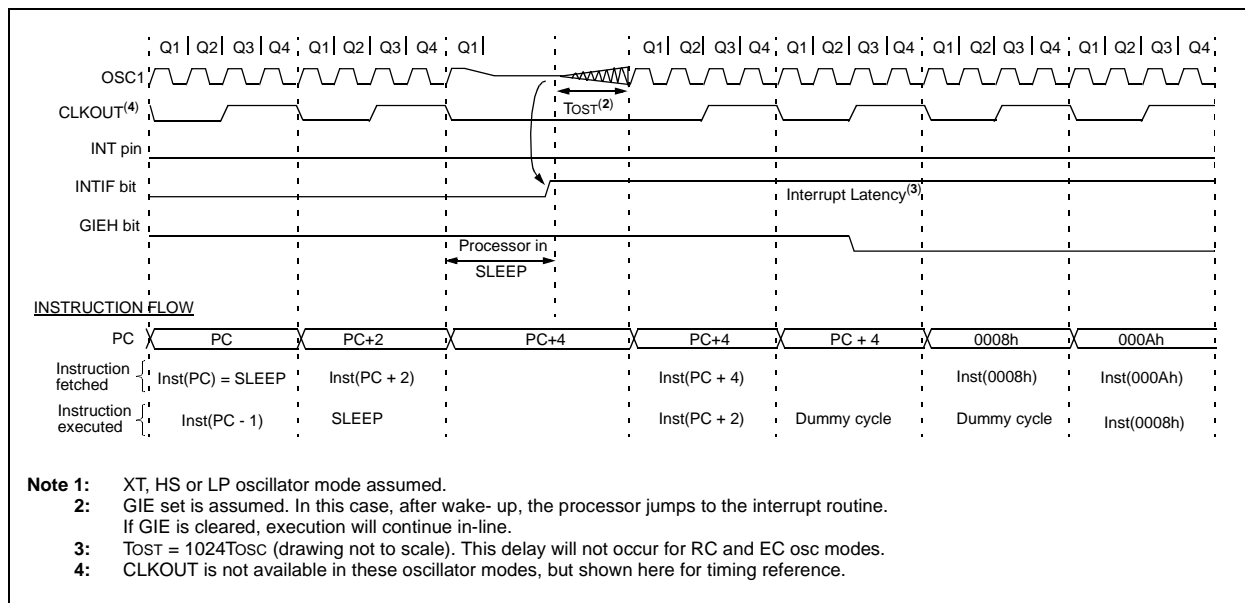 Q1 Q2 Q3 Q4 Q1 Q2 Q3 Q4 Q1 Q1 Q2 Q3 Q4 Q1 Q2 Q3 Q4 Q1 Q2 Q3 Q4 Q1 Q2 Q3 Q4
OSC1
CLKOUT(4)
TOST(2)
INT pin
INTIF bit
Interrupt Latency(3)
GIEH bit
Processor in
SLEEP
INSTRUCTION FLOW
PC PC PC+2 PC+4 PC+4 PC + 4 0008h 000Ah
Instruction
fetched
Inst(PC) = SLEEP Inst(PC + 2) Inst(PC + 4) Inst(0008h) Inst(000Ah)
Instruction
executed
Inst(PC - 1) SLEEP Inst(PC + 2) Dummy cycle Dummy cycle Inst(0008h)
Note 1: XT, HS or LP oscillator mode assumed.
2: GIE set is assumed. In this case, after wake- up, the processor jumps to the interrupt routine.
If GIE is cleared, execution will continue in-line.
3: TOST = 1024TOSC (drawing not to scale). This delay will not occur for RC and EC osc modes.
4: CLKOUT is not available in these oscillator modes, but shown here for timing reference.